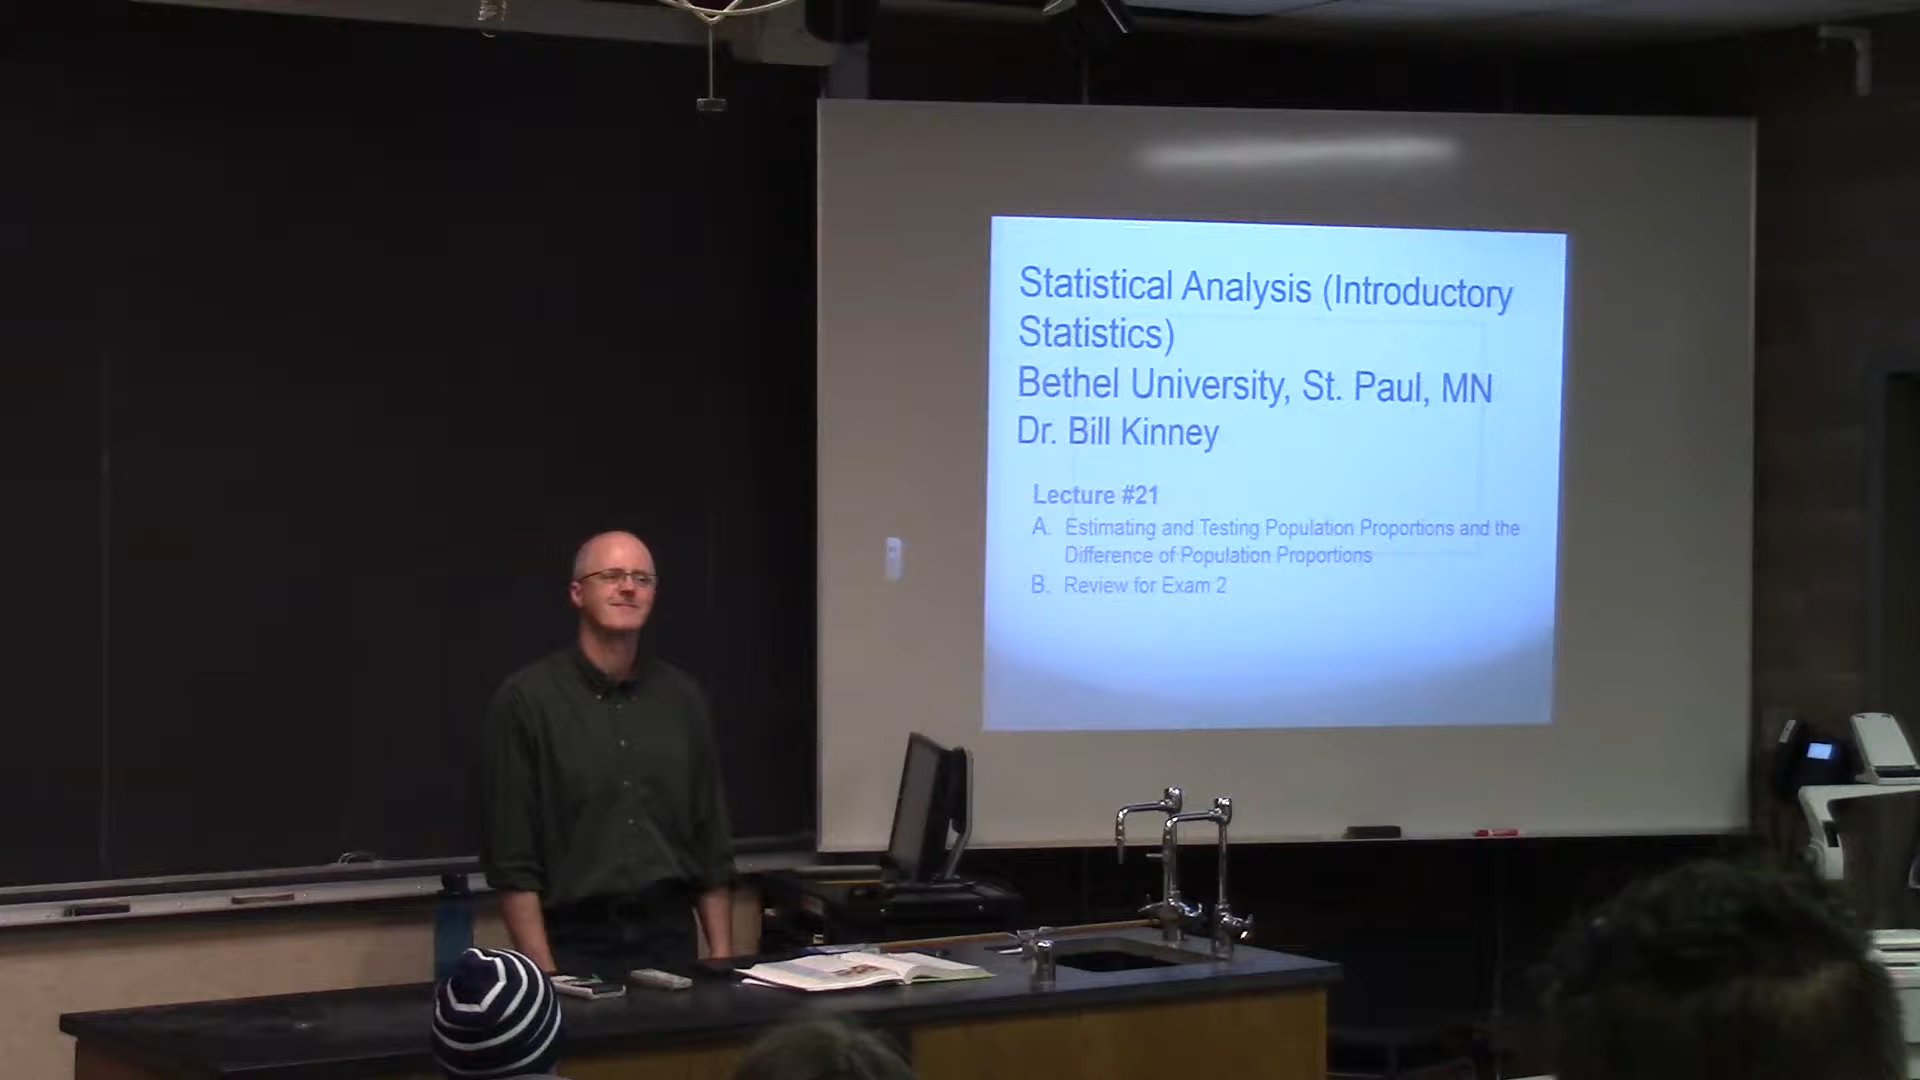 Statistical Analysis (Introductory
Statistics)
Bethel University, St. Paul, MN
Dr. Bill Kinney
Lecture #21
A. Estimating and Testing Population Proportions and the
Difference of Population Proportions
B. Review for Exam 2